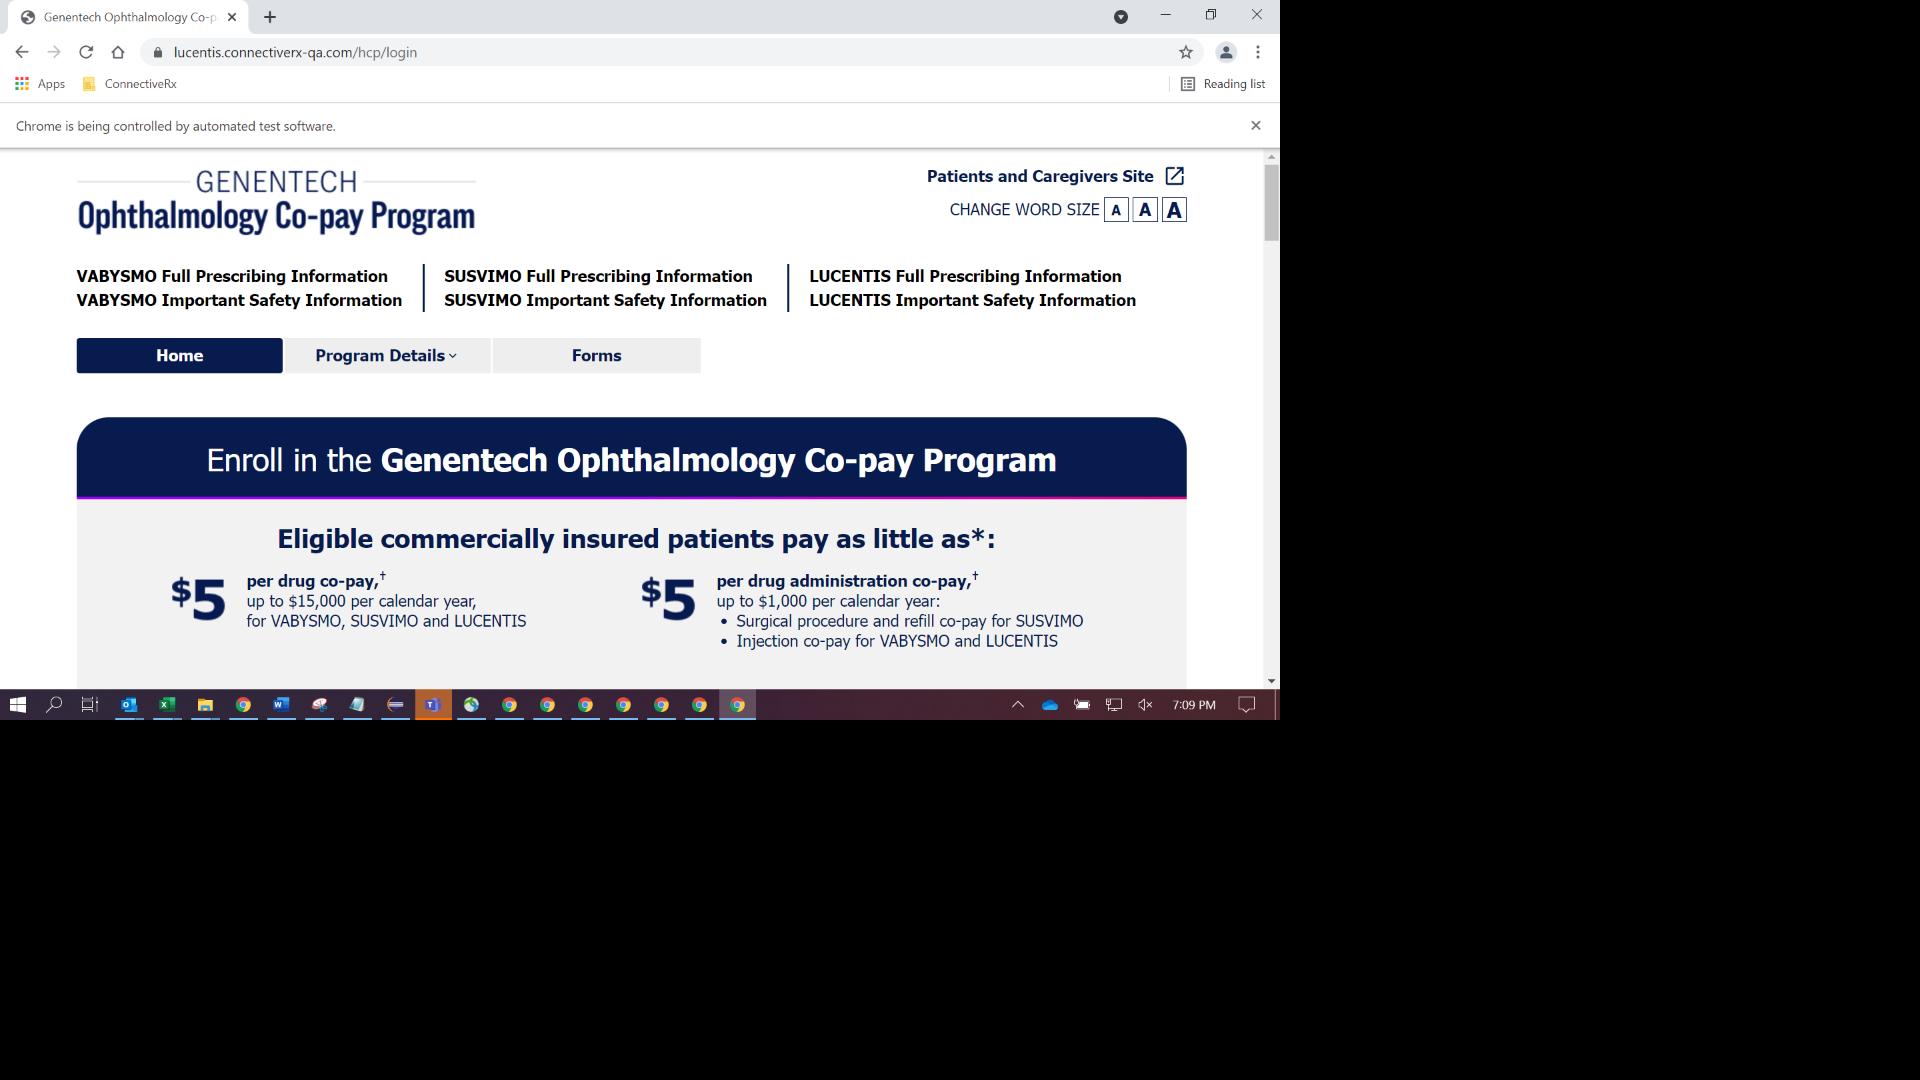 Genentech Ophthalmology Co-p
lucentis.connectiverx-qa.com/hcp/login
Apps ConnectiveRx Reading list
Chrome is being controlled by automated test software.
GENENTECH
Ophthalmology Co-pay Program
Patients and Caregivers Site
CHANGE WORD SIZE A A A
VABYSMO Full Prescribing Information
VABYSMO Important Safety Information
SUSVIMO Full Prescribing Information
SUSVIMO Important Safety Information
LUCENTIS Full Prescribing Information
LUCENTIS Important Safety Information
Home Program Details Forms
Enroll in the Genentech Ophthalmology Co-pay Program
Eligible commercially insured patients pay as little as*:
$5
per drug co-pay,†
up to $15,000 per calendar year,
for VABYSMO, SUSVIMO and LUCENTIS
$5
per drug administration co-pay,†
up to $1,000 per calendar year:
• Surgical procedure and refill co-pay for SUSVIMO
• Injection co-pay for VABYSMO and LUCENTIS
7:09 PM